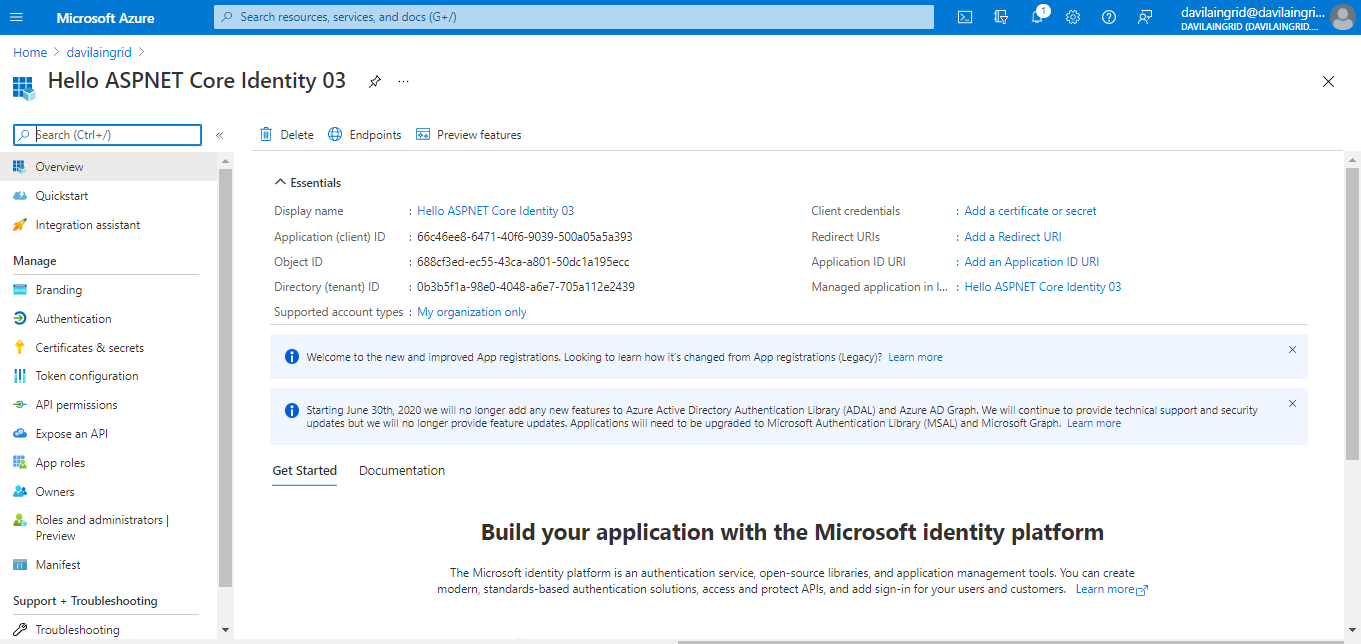 Microsoft Azure
Search resources, services, and docs (G+/)
1
davilaingrid@davilaingri...
DAVILAINGRID (DAVILAINGRID....
Home > davilaingrid >
Hello ASPNET Core Identity 03
...
Search (Ctrl+/)
«
Overview
Quickstart
Integration assistant
Manage
Branding
Authentication
Certificates & secrets
Token configuration
API permissions
Expose an API
App roles
Owners
Roles and administrators |
Preview
Manifest
Support + Troubleshooting
Troubleshooting
Delete Endpoints Preview features
Essentials
Display name : Hello ASPNET Core Identity 03
Application (client) ID : 66c46ee8-6471-40f6-9039-500a05a5a393
Object ID : 688cf3ed-ec55-43ca-a801-50dc1a195ecc
Directory (tenant) ID : 0b3b5f1a-98e0-4048-a6e7-705a112e2439
Supported account types : My organization only
Client credentials : Add a certificate or secret
Redirect URIs : Add a Redirect URI
Application ID URI : Add an Application ID URI
Managed application in l... : Hello ASPNET Core Identity 03
Welcome to the new and improved App registrations. Looking to learn how it's changed from App registrations (Legacy)? Learn more
Starting June 30th, 2020 we will no longer add any new features to Azure Active Directory Authentication Library (ADAL) and Azure AD Graph. We will continue to provide technical support and security
updates but we will no longer provide feature updates. Applications will need to be upgraded to Microsoft Authentication Library (MSAL) and Microsoft Graph. Learn more
Get Started Documentation
Build your application with the Microsoft identity platform
The Microsoft identity platform is an authentication service, open-source libraries, and application management tools. You can create
modern, standards-based authentication solutions, access and protect APIs, and add sign-in for your users and customers. Learn more